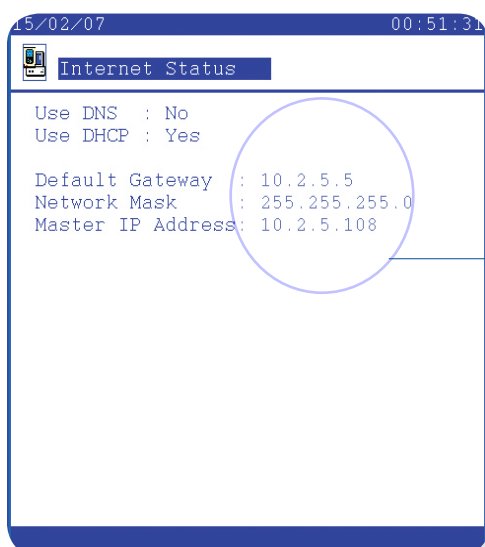 15/02/07 00:51:31
Internet Status
Use DNS : No
Use DHCP : Yes
Default Gateway : 10.2.5.5
Network Mask : 255.255.255.0
Master IP Address: 10.2.5.108